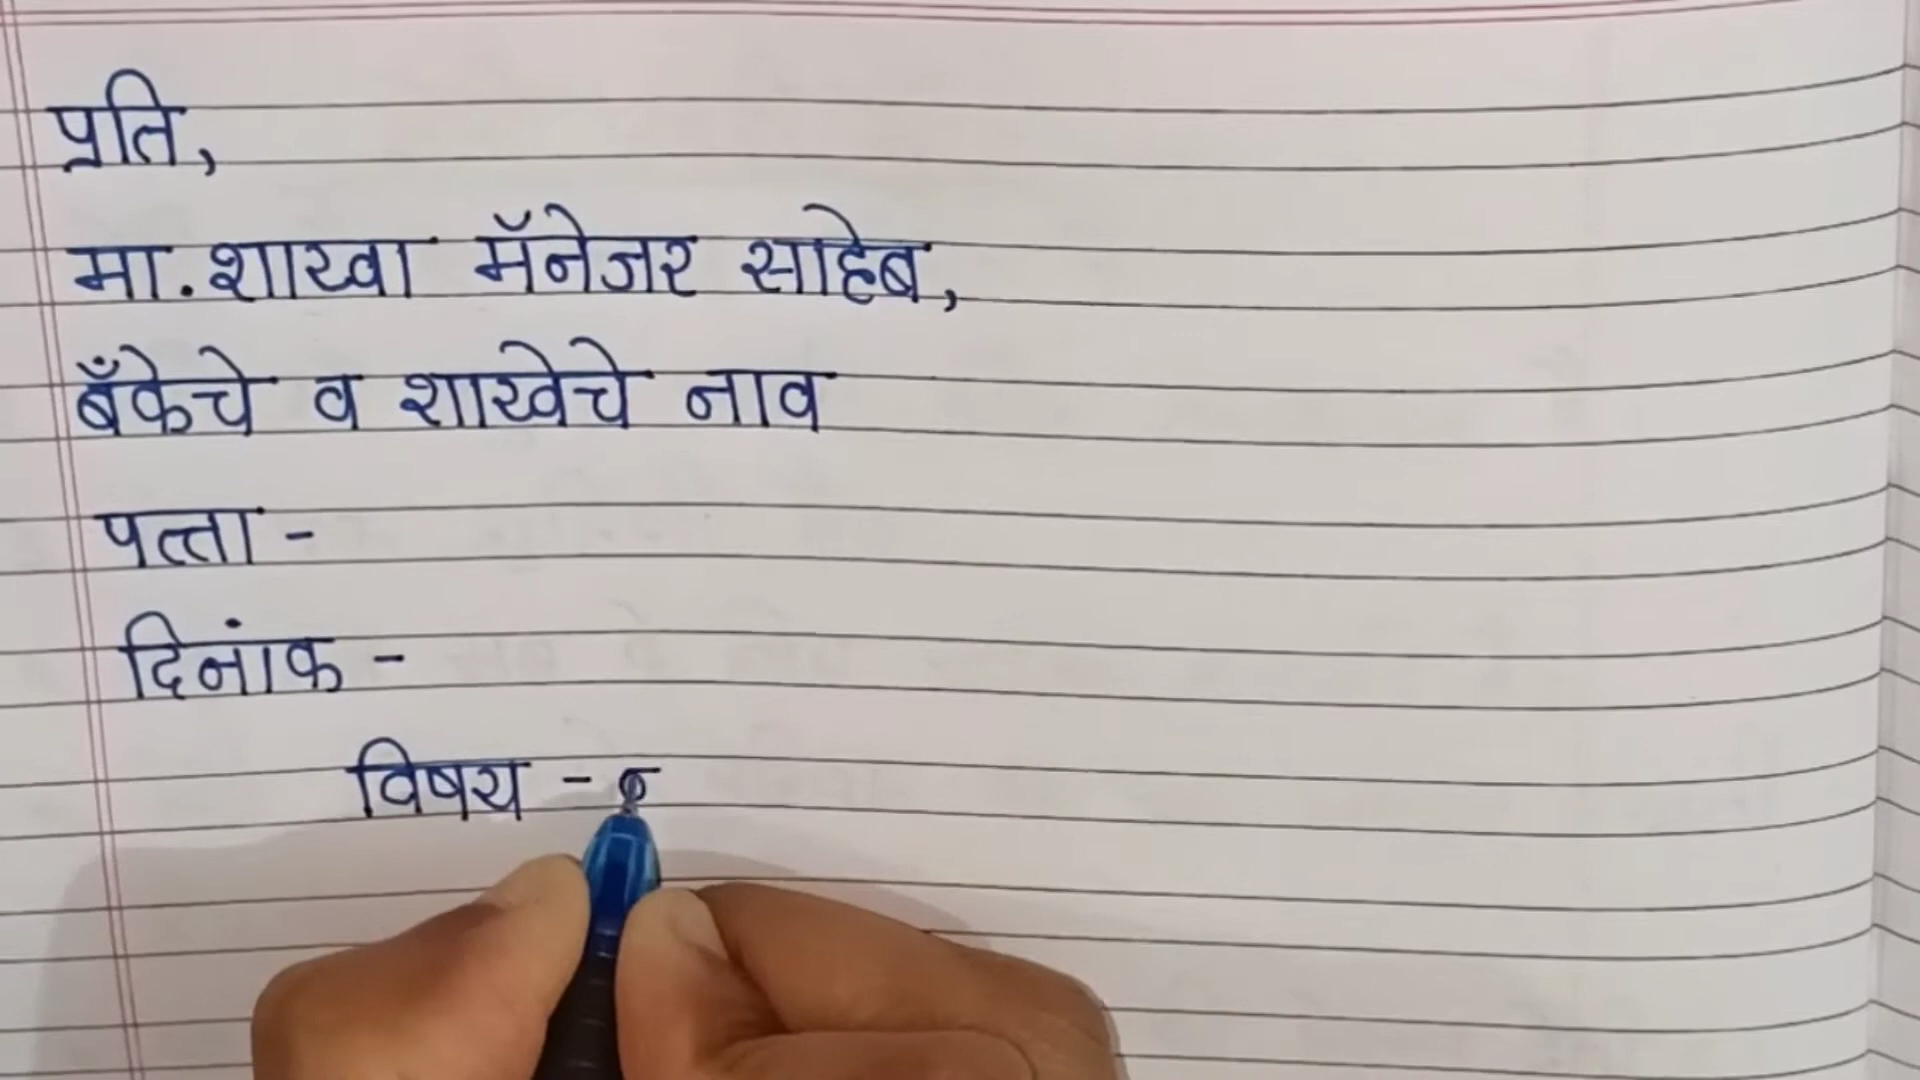 प्रति,
मा. शाखा मॅनेजर साहेब,
बँकेचे व शाखेचे नाव
पत्ता -
दिनांक -
विषय -